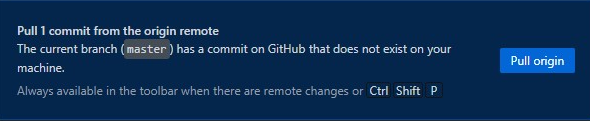 Pull 1 commit from the origin remote
The current branch (master) has a commit on GitHub that does not exist on your
machine.
Pull origin
Always available in the toolbar when there are remote changes or Ctrl Shift P